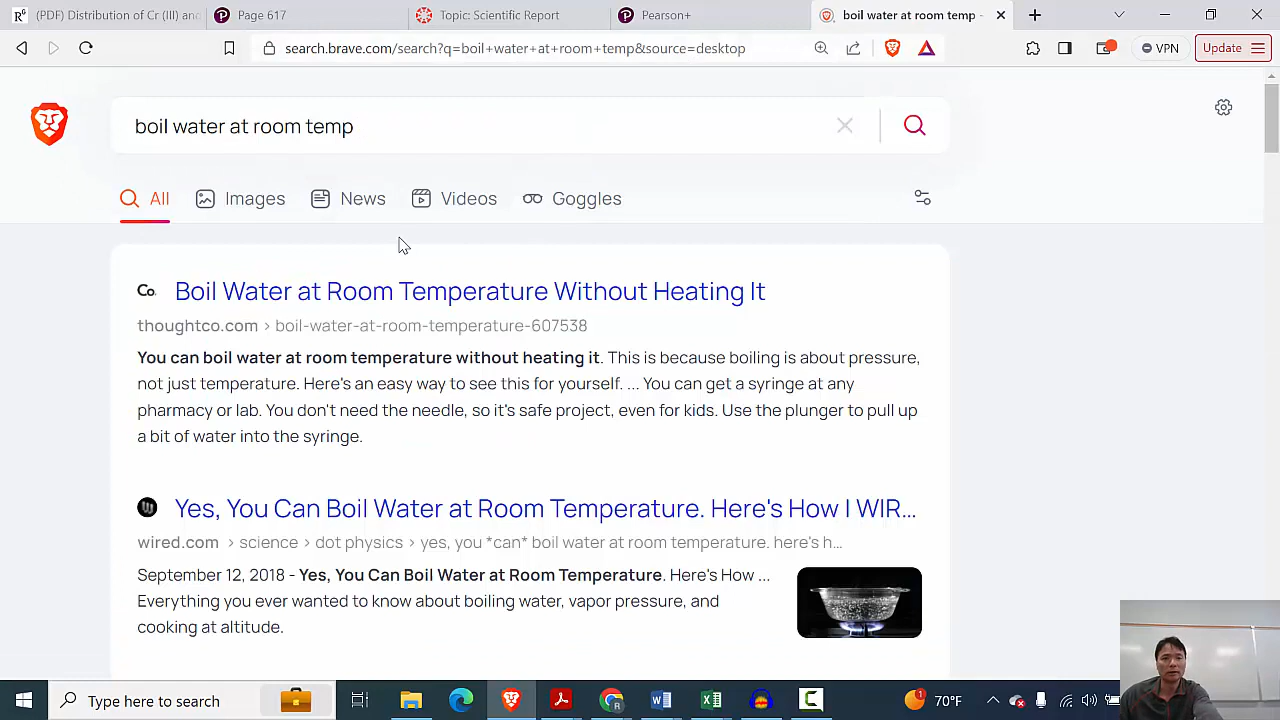 (PDF) Distribution of Cr (III) and
Page 617
Topic: Scientific Report
Pearson+
boil water at room temp -
search.brave.com/search?q=boil+water+at+room+temp&source=desktop
VPN
Update
boil water at room temp
All
Images
News
Videos
Goggles
Co.
Boil Water at Room Temperature Without Heating It
thoughtco.com › boil-water-at-room-temperature-607538
You can boil water at room temperature without heating it. This is because boiling is about pressure,
not just temperature. Here's an easy way to see this for yourself. ... You can get a syringe at any
pharmacy or lab. You don't need the needle, so it's safe project, even for kids. Use the plunger to pull up
a bit of water into the syringe.
Yes, You Can Boil Water at Room Temperature. Here's How I WIR...
wired.com › science › dot physics › yes, you *can* boil water at room temperature. here's h...
September 12, 2018 - Yes, You Can Boil Water at Room Temperature. Here's How ...
Everything you ever wanted to know about boiling water, vapor pressure, and
cooking at altitude.
Type here to search
1
70°F